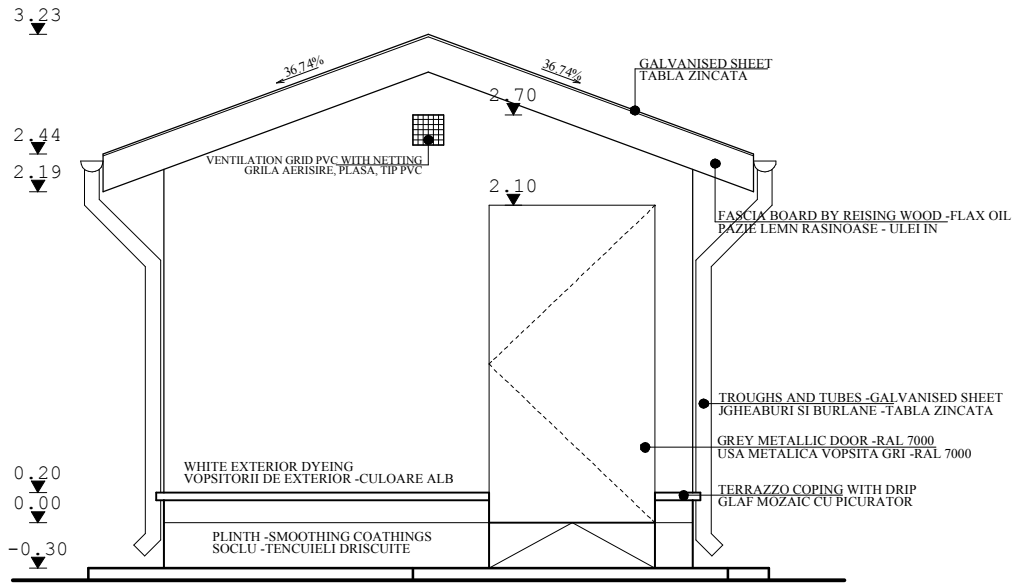 3.23
36.74%
36.74%
GALVANISED SHEET
TABLA ZINCATA
2.70
2.44
VENTILATION GRID PVC WITH NETTING
GRILA AERISIRE, PLASA, TIP PVC
2.19
2.10
FASCIA BOARD BY REISING WOOD -FLAX OIL
PAZIE LEMN RASINOASE - ULEI IN
TROUGHS AND TUBES -GALVANISED SHEET
JGHEABURI SI BURLANE -TABLA ZINCATA
GREY METALLIC DOOR -RAL 7000
USA METALICA VOPSITA GRI -RAL 7000
0.20
WHITE EXTERIOR DYEING
VOPSITORII DE EXTERIOR -CULOARE ALB
TERRAZZO COPING WITH DRIP
GLAF MOZAIC CU PICURATOR
0.00
PLINTH -SMOOTHING COATHINGS
SOCLU -TENCUIELI DRISCUITE
-0.30